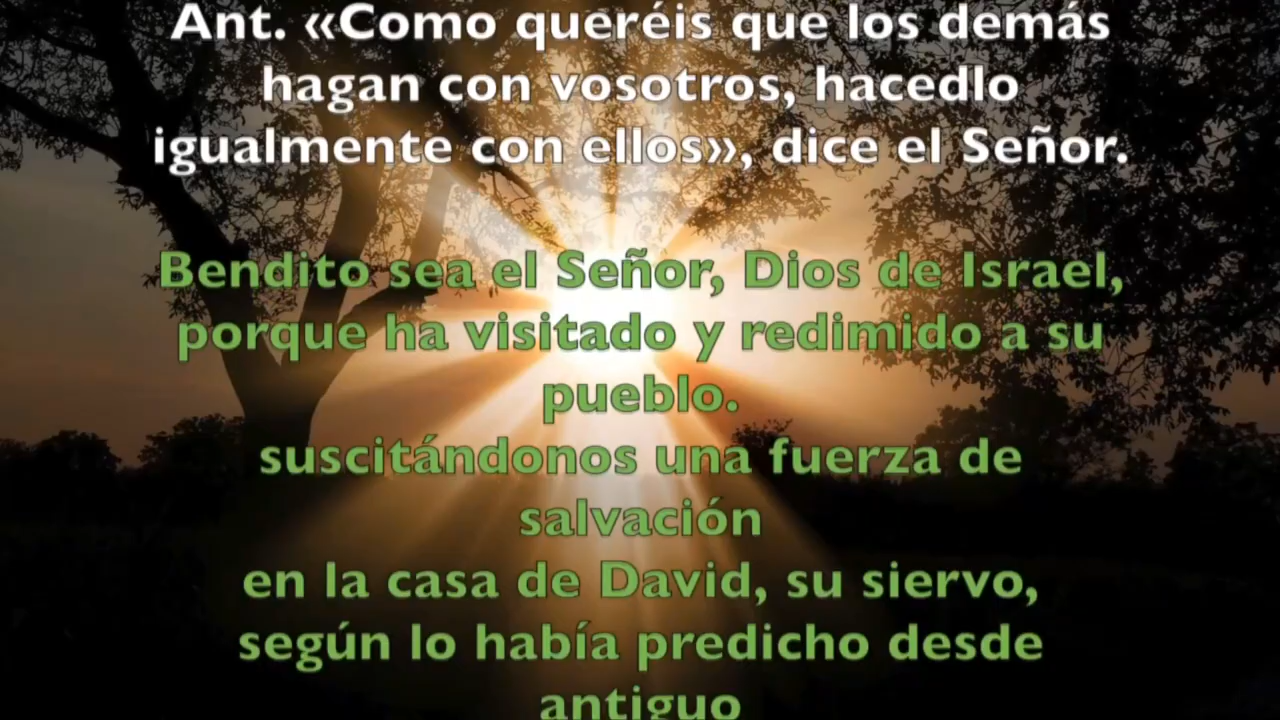 Ant. «Como queréis que los demás
hagan con vosotros, hacedlo
igualmente con ellos», dice el Señor.
Bendito sea el Señor, Dios de Israel,
porque ha visitado y redimido a su
pueblo.
suscitándonos una fuerza de
salvación
en la casa de David, su siervo,
según lo había predicho desde
antiguo